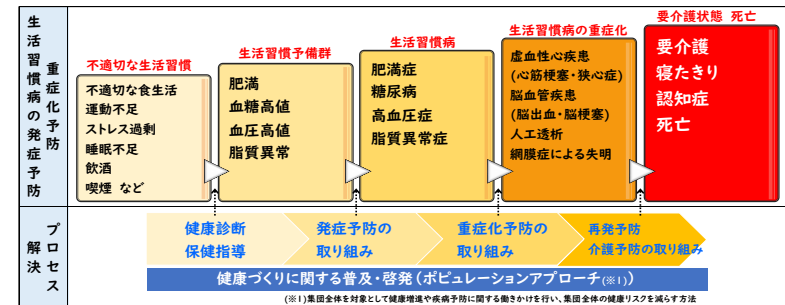 生活習慣病の発症予防
重症化予防
不適切な生活習慣
不適切な食生活
運動不足
ストレス過剰
睡眠不足
飲酒
喫煙 など
生活習慣予備群
肥満
血糖高値
血圧高値
脂質異常
生活習慣病
肥満症
糖尿病
高血圧症
脂質異常症
生活習慣病の重症化
虚血性心疾患
(心筋梗塞・狭心症)
脳血管疾患
(脳出血・脳梗塞)
人工透析
網膜症による失明
要介護状態 死亡
要介護
寝たきり
認知症
死亡
解決
プロセス
健康診断
保健指導
発症予防の
取り組み
重症化予防の
取り組み
再発予防
介護予防の取り組み
健康づくりに関する普及・啓発(ポピュレーションアプローチ(※1))
(※1)集団全体を対象として健康増進や疾病予防に関する働きかけを行い、集団全体の健康リスクを減らす方法